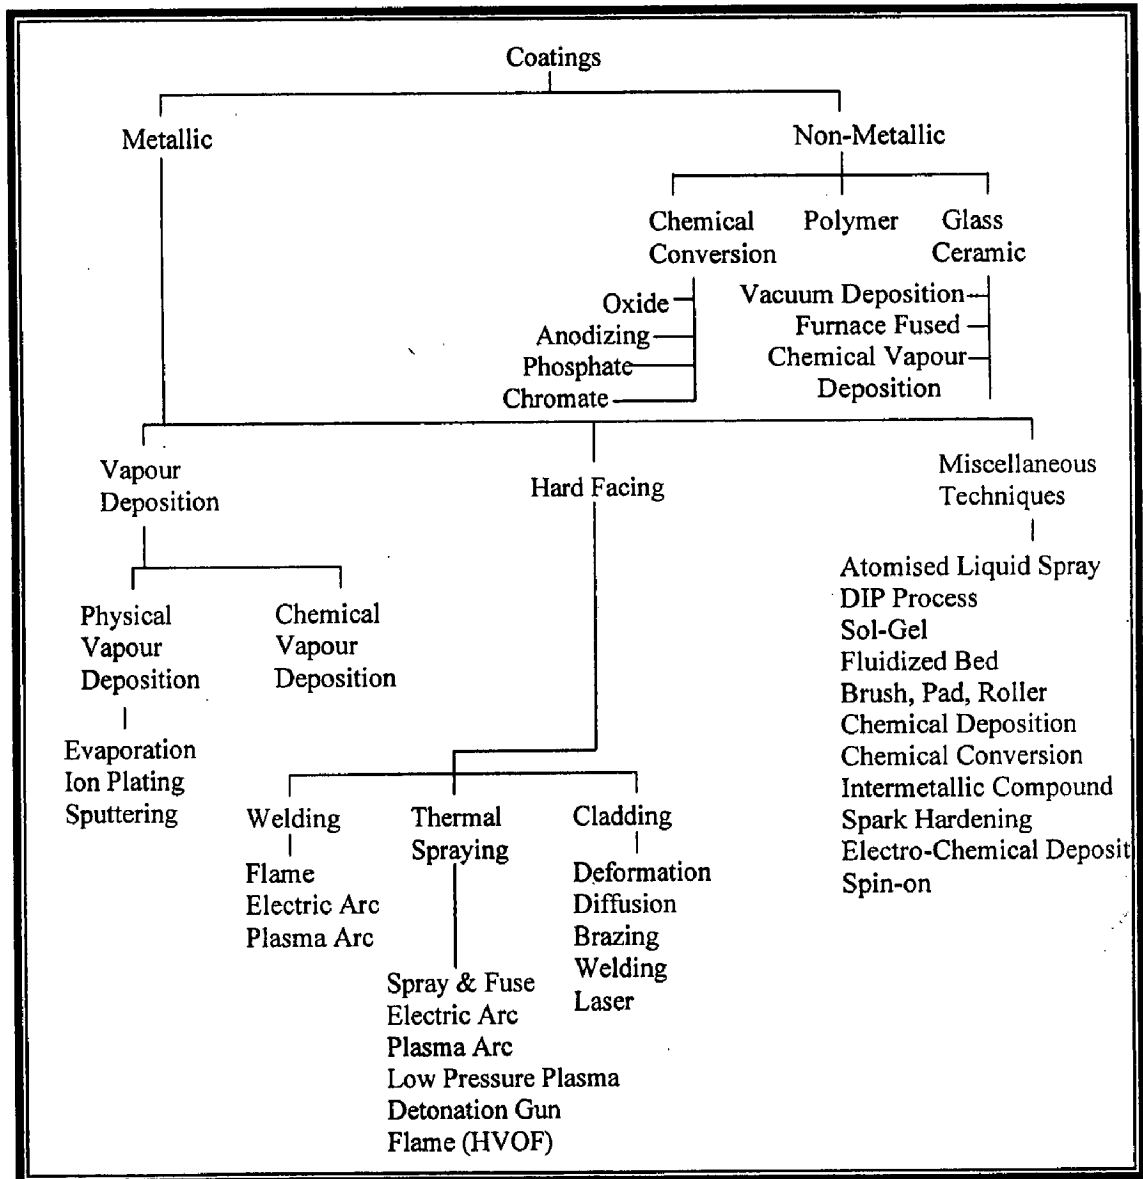 Coatings
Metallic
Non-Metallic
Chemical
Conversion
Polymer
Glass
Ceramic
Oxide
Anodizing
Phosphate
Chromate
Vacuum Deposition
Furnace Fused
Chemical Vapour
Deposition
Vapour
Deposition
Hard Facing
Miscellaneous
Techniques
Physical
Vapour
Deposition
Chemical
Vapour
Deposition
Evaporation
Ion Plating
Sputtering
Welding
Flame
Electric Arc
Plasma Arc
Thermal
Spraying
Spray & Fuse
Electric Arc
Plasma Arc
Low Pressure Plasma
Detonation Gun
Flame (HVOF)
Cladding
Deformation
Diffusion
Brazing
Welding
Laser
Atomised Liquid Spray
DIP Process
Sol-Gel
Fluidized Bed
Brush, Pad, Roller
Chemical Deposition
Chemical Conversion
Intermetallic Compound
Spark Hardening
Electro-Chemical Deposit
Spin-on